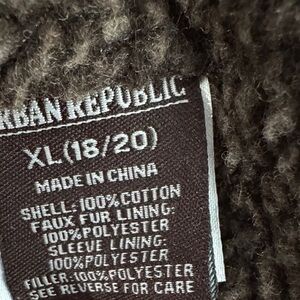 RBAN REPUBLIC
XL(18/20)
MADE IN CHINA
SHELL: 100%COTTON
FAUX FUR LINING:
100%POLYESTER
SLEEVE LINING:
100%POLYESTER
FILLER:100%POLYESTER
SEE REVERSE FOR CARE